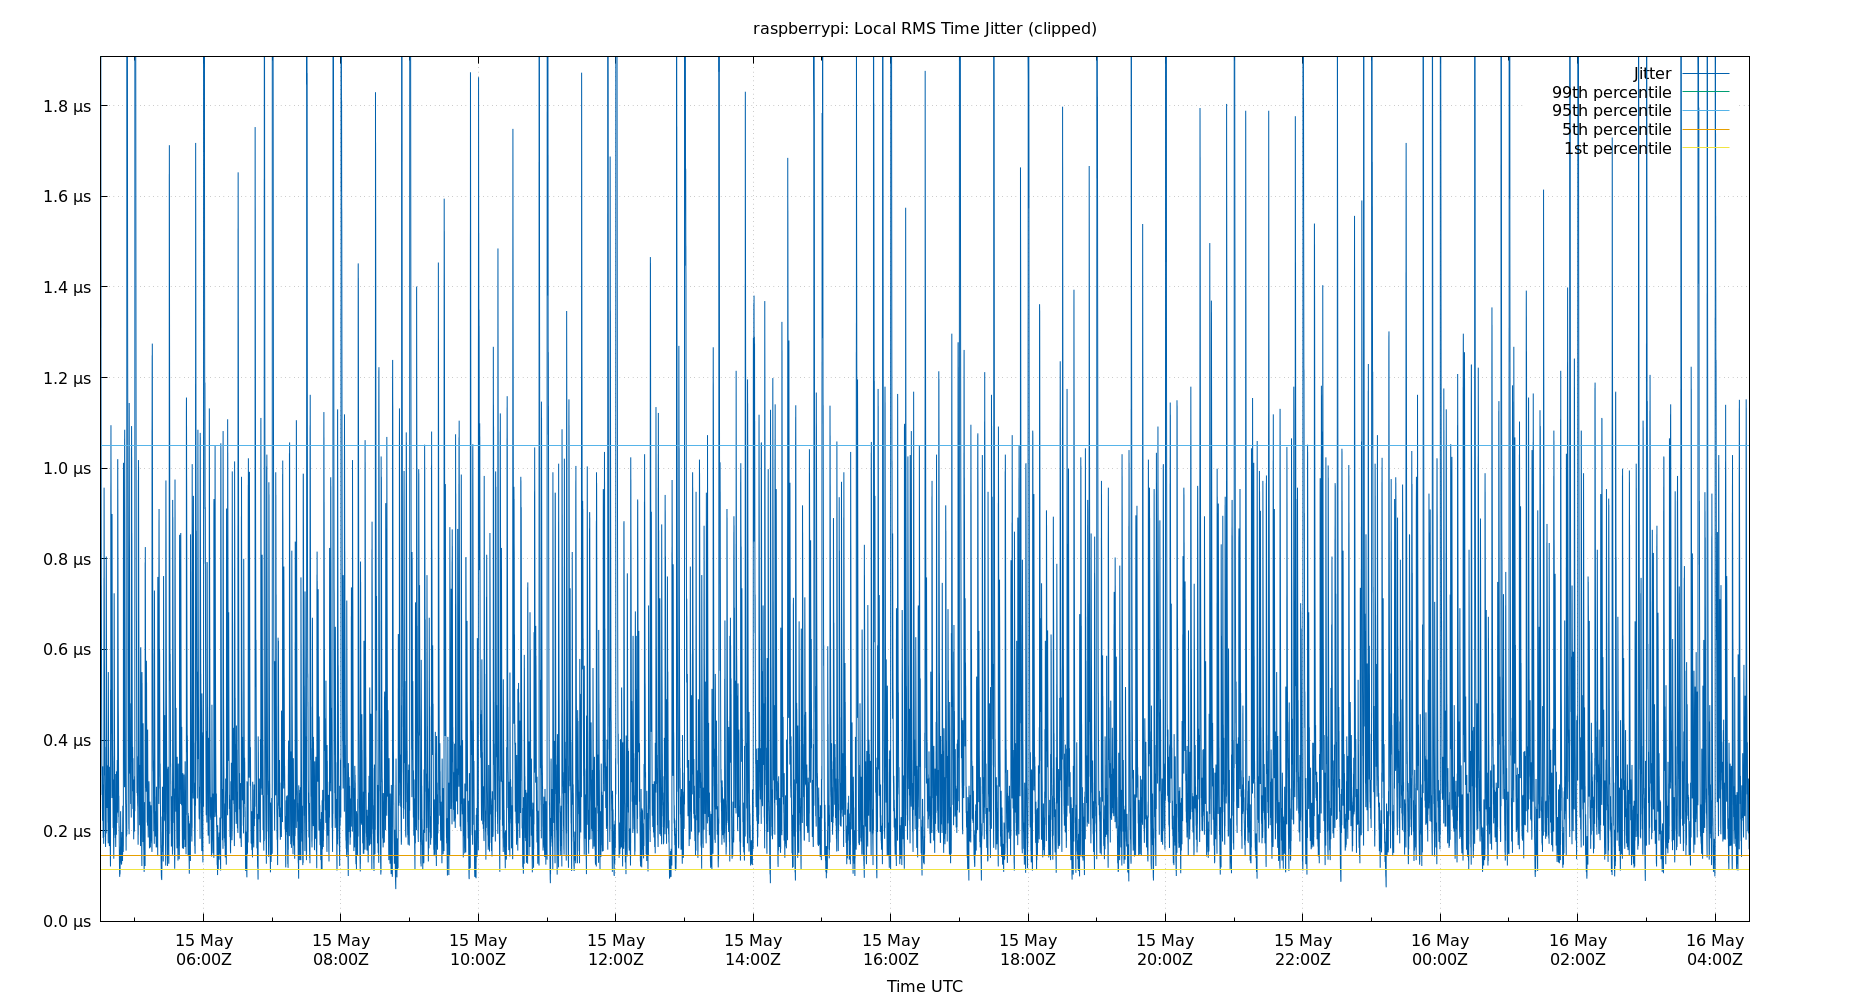 raspberrypi: Local RMS Time Jitter (clipped)
Jitter
99th percentile
95th percentile
5th percentile
1st percentile
1.8 µs
1.6 µs
1.4 µs
1.2 µs
1.0 µs
0.8 µs
0.6 µs
0.4 µs
0.2 µs
0.0 µs
15 May 15 May 15 May 15 May 15 May 15 May 15 May 15 May 15 May 16 May 16 May 16 May
06:00Z 08:00Z 10:00Z 12:00Z 14:00Z 16:00Z 18:00Z 20:00Z 22:00Z 00:00Z 02:00Z 04:00Z
Time UTC